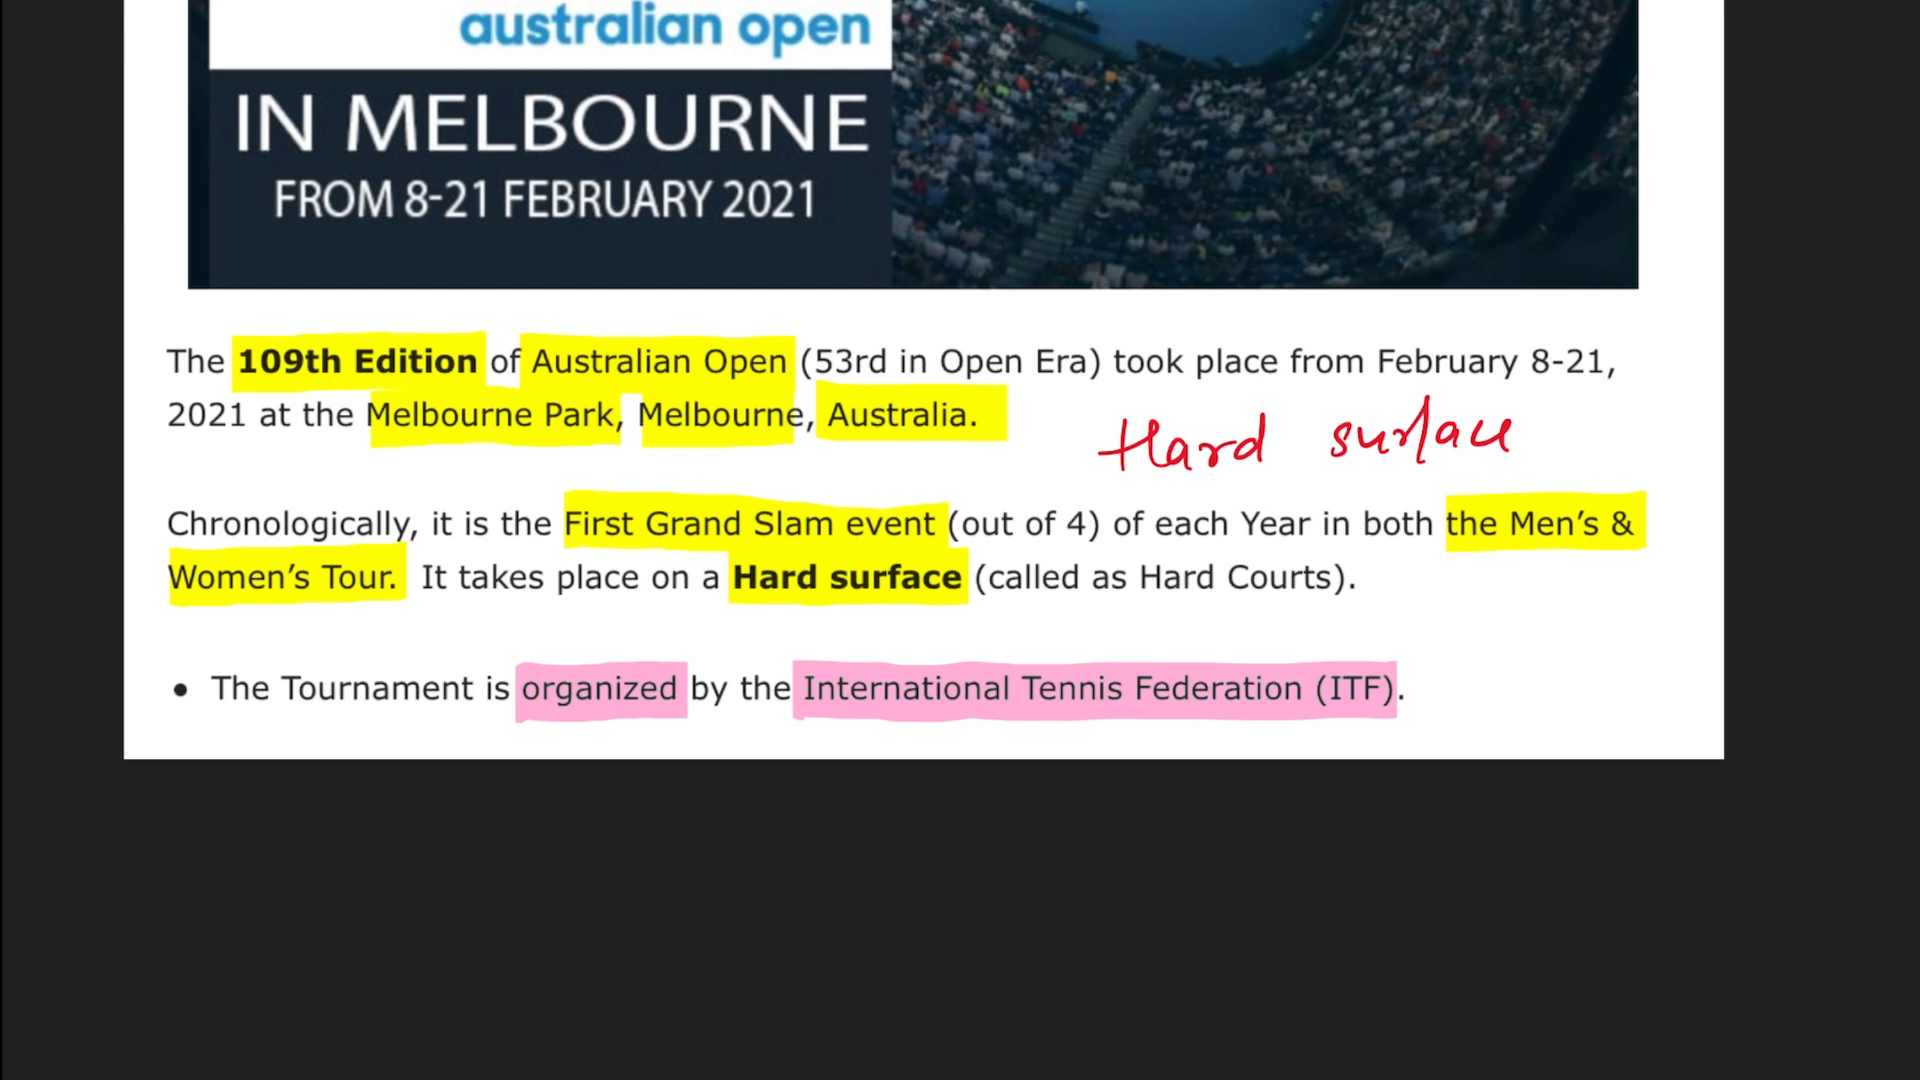 australian open
IN MELBOURNE
FROM 8-21 FEBRUARY 2021
The 109th Edition of Australian Open (53rd in Open Era) took place from February 8-21,
2021 at the Melbourne Park, Melbourne, Australia.
Hard surface
Chronologically, it is the First Grand Slam event (out of 4) of each Year in both the Men’s &
Women’s Tour. It takes place on a Hard surface (called as Hard Courts).
• The Tournament is organized by the International Tennis Federation (ITF).